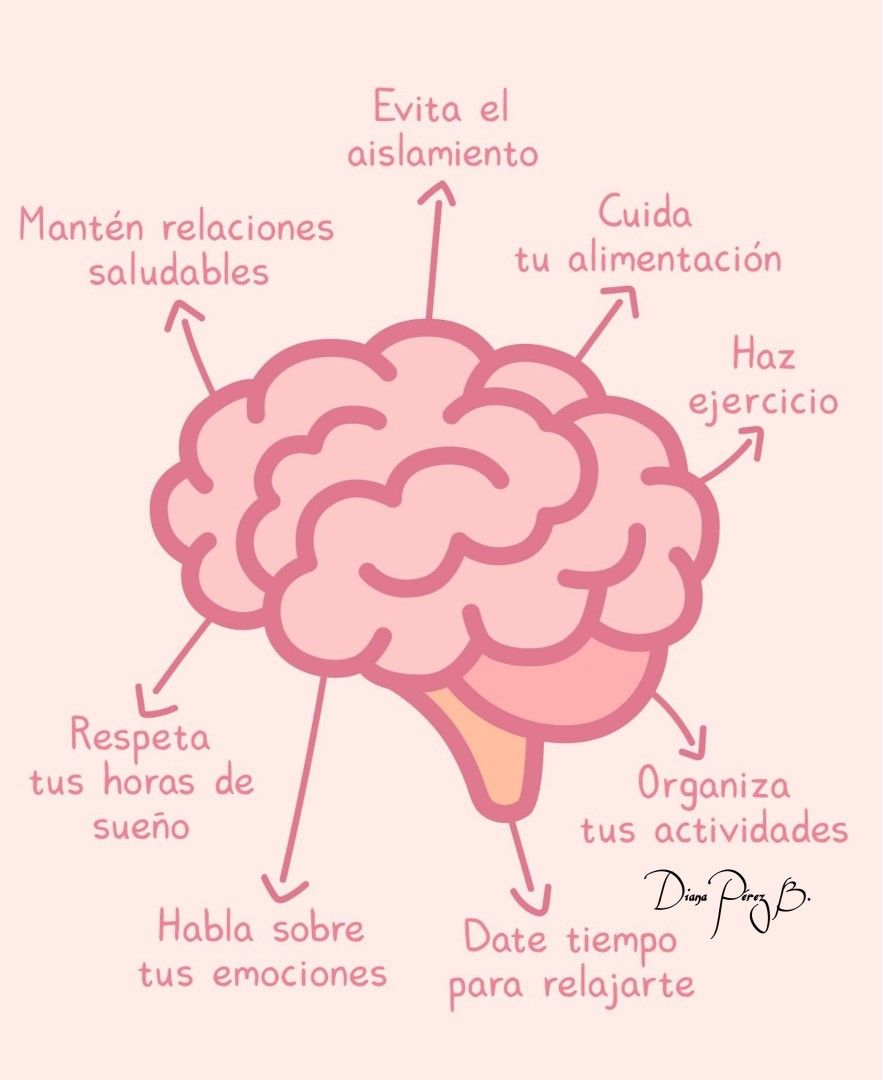 Evita el
aislamiento
Mantén relaciones
saludables
Cuida
tu alimentación
Haz
ejercicio
Respeta
tus horas de
sueño
Organiza
tus actividades
Diana Pérez B.
Habla sobre
tus emociones
Date tiempo
para relajarte